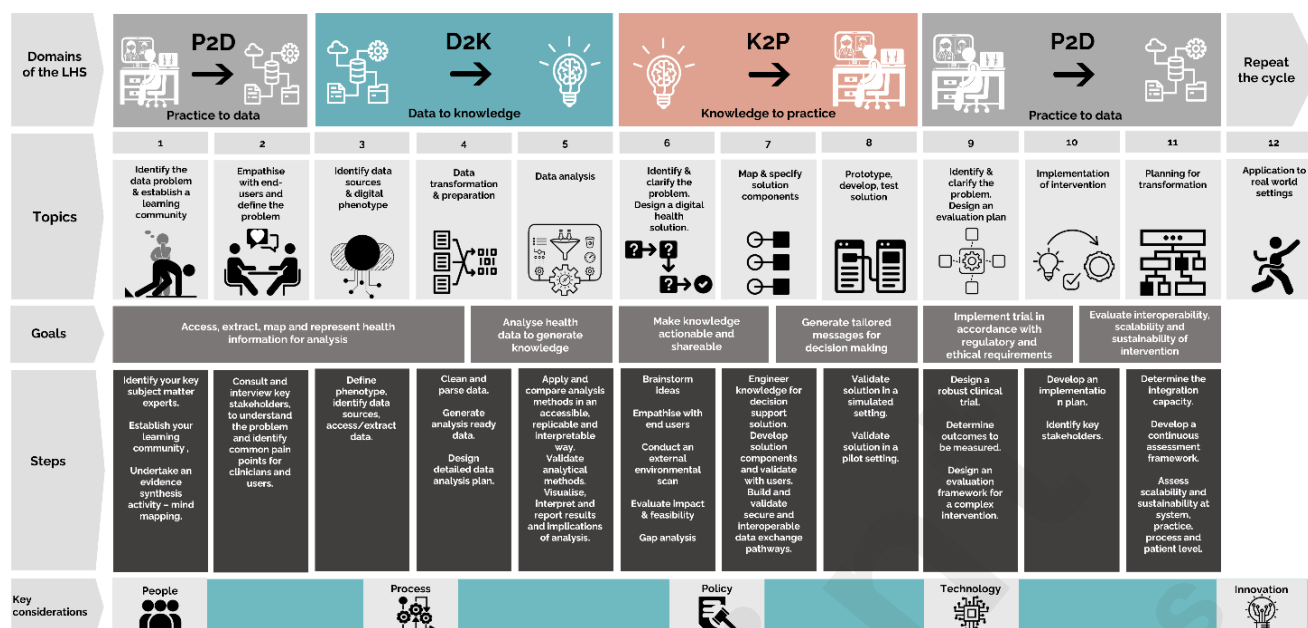 Domains
of the LHS
P2D
Practice to data
D2K
Data to knowledge
K2P
Knowledge to practice
P2D
Practice to data
Repeat
the cycle
Topics
1
Identify the
data problem
& establish a
learning
community
2
Empathise
with end-
users and
define the
problem
3
Identify data
sources
& digital
phenotype
4
Data
transformation
& preparation
5
Data analysis
6
Identify &
clarify the
problem.
Design a digital
health
solution.
7
Map & specify
solution
components
8
Prototype,
develop, test
solution
9
Identify &
clarify the
problem.
Design an
evaluation plan
10
Implementation
of intervention
11
Planning for
transformation
12
Application to
real world
settings
Goals
Access, extract, map and represent health
information for analysis
Analyse health
data to generate
knowledge
Make knowledge
actionable and
shareable
Generate tailored
messages for
decision making
Implement trial in
accordance with
regulatory and
ethical requirements
Evaluate interoperability,
scalability and
sustainability of
intervention
Steps
Identify your key
subject matter
experts.
Establish your
learning
community .
Undertake an
evidence
synthesis
activity – mind
mapping.
Consult and
interview key
stakeholders,
to understand
the problem
and identify
common pain
points for
clinicians and
users.
Define
phenotype,
identify data
sources,
access/extract
data.
Clean and
parse data.
Generate
analysis ready
data.
Design
detailed data
analysis plan.
Apply and
compare analysis
methods in an
accessible,
replicable and
interpretable
way.
Validate
analytical
methods.
Visualise,
interpret and
report results
and implications
of analysis.
Brainstorm
ideas
Empathise with
end users
Conduct an
external
environmental
scan
Evaluate impact
& feasibility
Gap analysis
Engineer
knowledge for
decision
support
solution.
Develop
solution
components
and validate
with users.
Build and
validate
secure and
interoperable
data exchange
pathways.
Validate
solution in a
simulated
setting.
Validate
solution in a
pilot setting.
Design a
robust clinical
trial.
Determine
outcomes to
be measured.
Design an
evaluation
framework for
a complex
intervention.
Develop an
implementatio
n plan.
Identify key
stakeholders.
Determine the
integration
capacity.
Develop a
continuous
assessment
framework.
Assess
scalability and
sustainability at
system,
practice,
process and
patient level.
Key
considerations
People
Process
Policy
Technology
Innovation